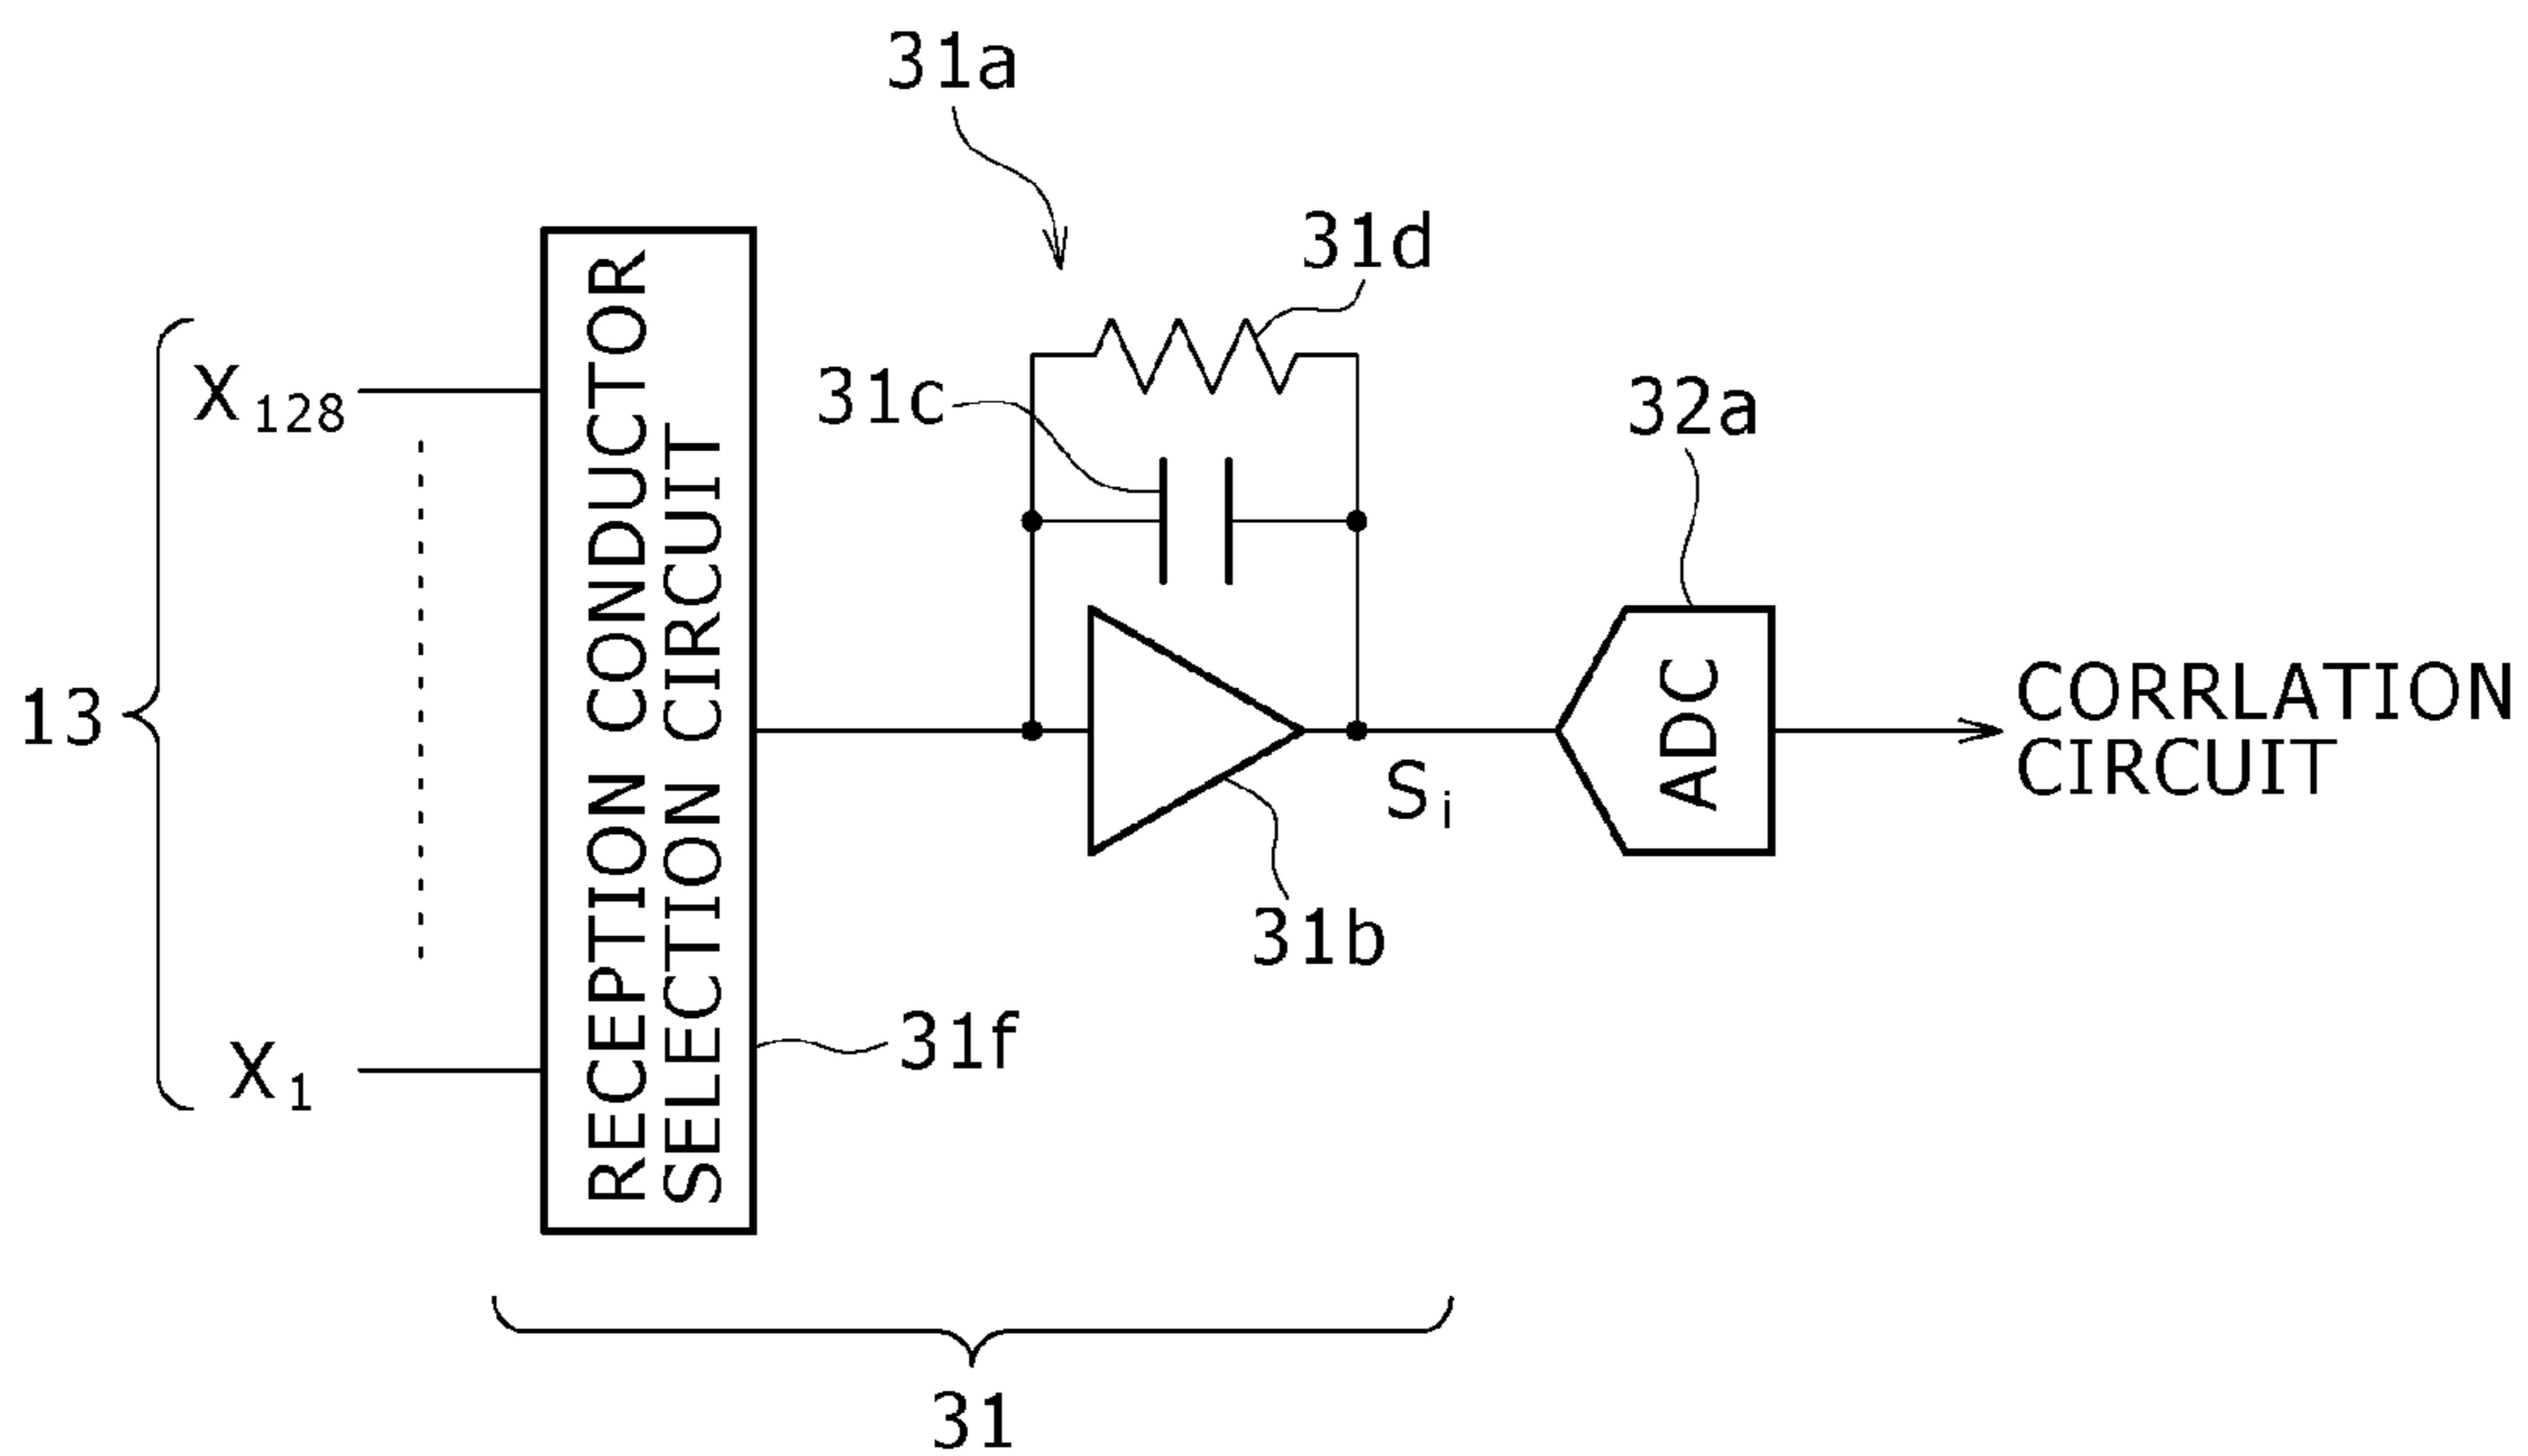 31a
31d
31c
32a
X128
13
RECEPTION CONDUCTOR
SELECTION CIRCUIT
ADC
CORRLATION
CIRCUIT
Si
31b
31f
X1
31